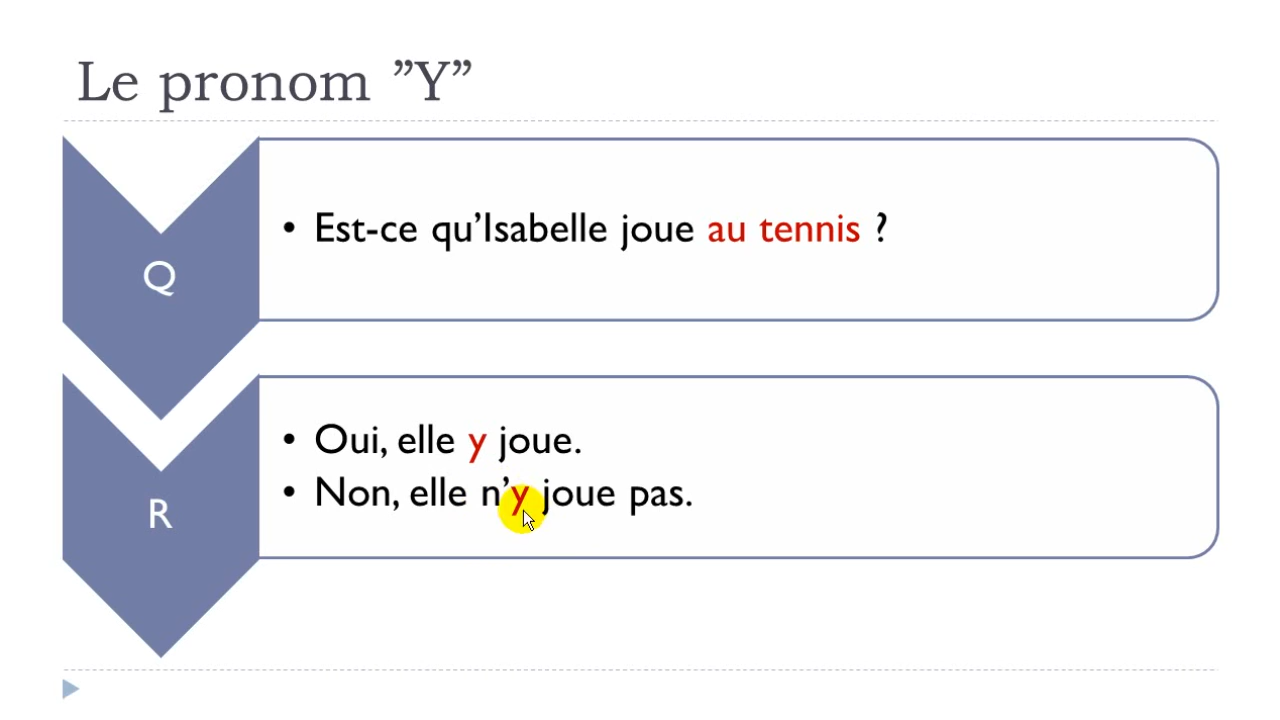 Le pronom ”Y”
Q
• Est-ce qu’Isabelle joue au tennis ?
R
• Oui, elle y joue.
• Non, elle n’y joue pas.